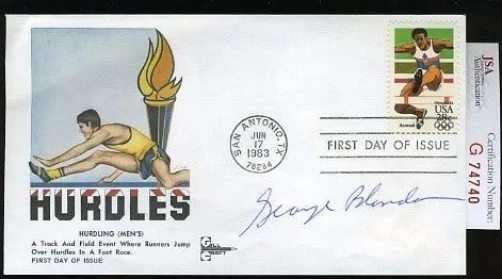 HURDLES
HURDLING (MEN'S)
A Track And Field Event Where Runners Jump
Over Hurdles In A Foot Race.
FIRST DAY OF ISSUE
GILL
CRAFT
SAN ANTONIO, TX
JUN
17
1983
78284
USA
28c
Airmail
FIRST DAY OF ISSUE
George Blanda
JSA
Authentication
Certification Number:
G 74740